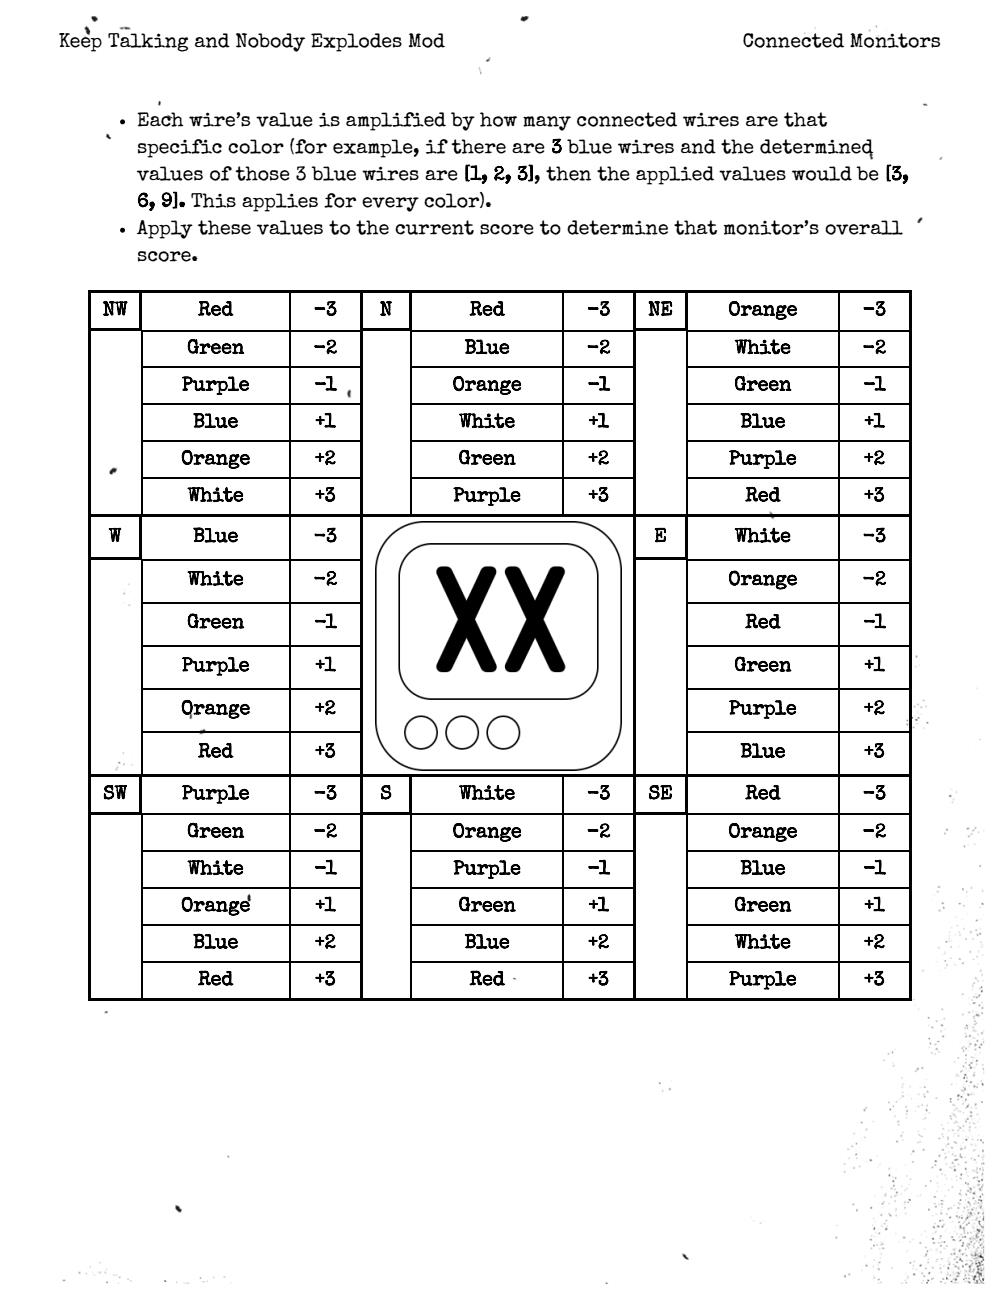 Keep Talking and Nobody Explodes Mod Connected Monitors
• Each wire's value is amplified by how many connected wires are that
specific color (for example, if there are 3 blue wires and the determined
values of those 3 blue wires are [1, 2, 3], then the applied values would be [3,
6, 9]. This applies for every color).
• Apply these values to the current score to determine that monitor's overall
score.
NW Red -3 N Red -3 NE Orange -3
Green -2 Blue -2 White -2
Purple -1 Orange -1 Green -1
Blue +1 White +1 Blue +1
Orange +2 Green +2 Purple +2
White +3 Purple +3 Red +3
W Blue -3 E White -3
White -2 XX Orange -2
Green -1 Red -1
Purple +1 Green +1
Orange +2 Purple +2
Red +3 Blue +3
SW Purple -3 S White -3 SE Red -3
Green -2 Orange -2 Orange -2
White -1 Purple -1 Blue -1
Orange +1 Green +1 Green +1
Blue +2 Blue +2 White +2
Red +3 Red +3 Purple +3